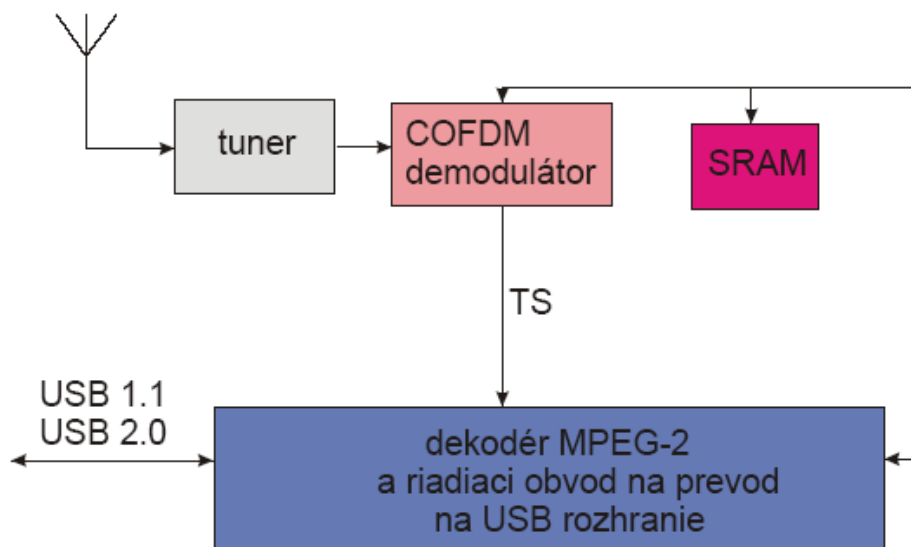 tuner
COFDM
demodulátor
SRAM
TS
USB 1.1
USB 2.0
dekodér MPEG-2
a riadiaci obvod na prevod
na USB rozhranie